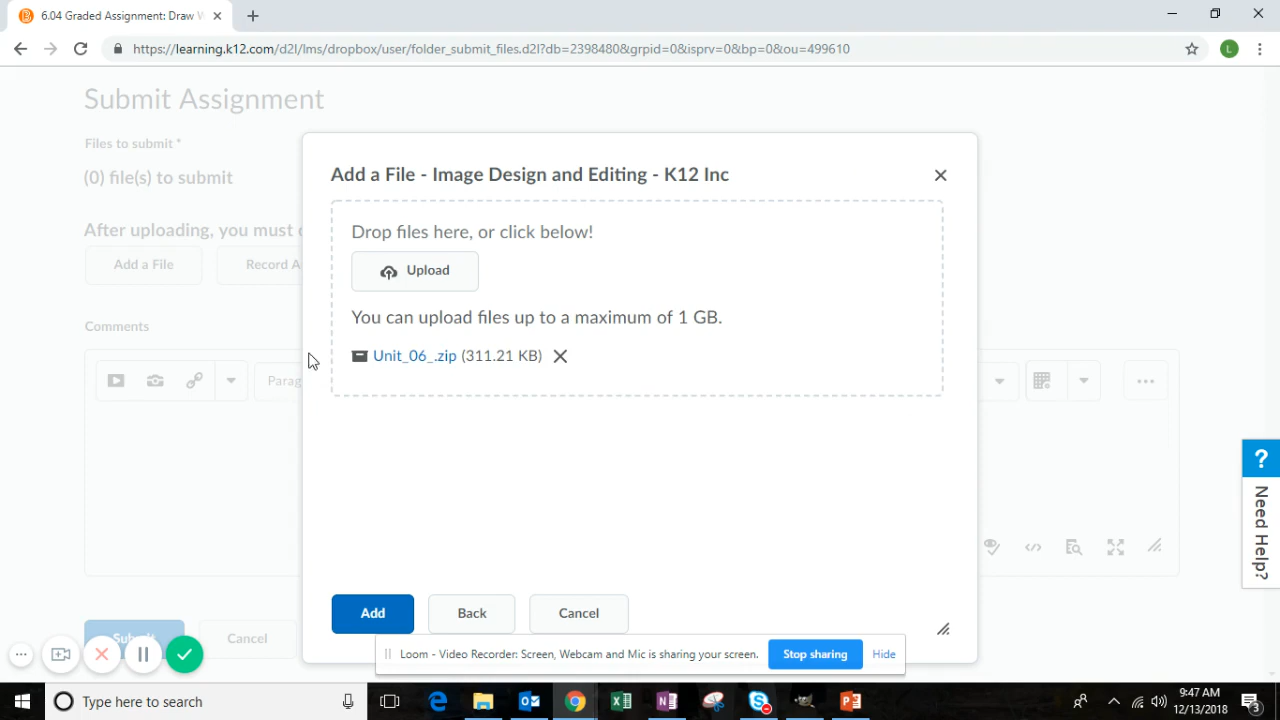 6.04 Graded Assignment: Draw W
https://learning.k12.com/d2l/lms/dropbox/user/folder_submit_files.d2l?db=2398480&grpid=0&isprv=0&bp=0&ou=499610
L
Submit Assignment
Files to submit *
(0) file(s) to submit
After uploading, you must c
Add a File
Record A
Comments
Parag
Add a File - Image Design and Editing - K12 Inc
Drop files here, or click below!
Upload
You can upload files up to a maximum of 1 GB.
Unit_06_.zip (311.21 KB)
Add
Back
Cancel
Submit
Cancel
Loom - Video Recorder: Screen, Webcam and Mic is sharing your screen.
Stop sharing
Hide
?
Need Help?
Type here to search
9:47 AM
12/13/2018
3